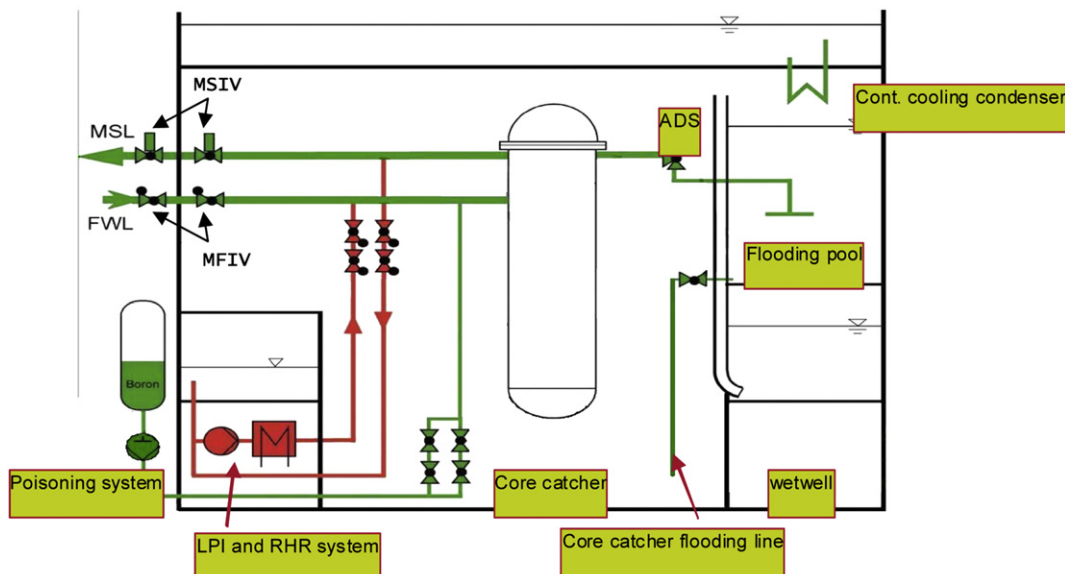 MSIV
Cont. cooling condenser
MSL
ADS
FWL
MFIV
Flooding pool
Boron
Poisoning system
Core catcher
wetwell
LPI and RHR system
Core catcher flooding line